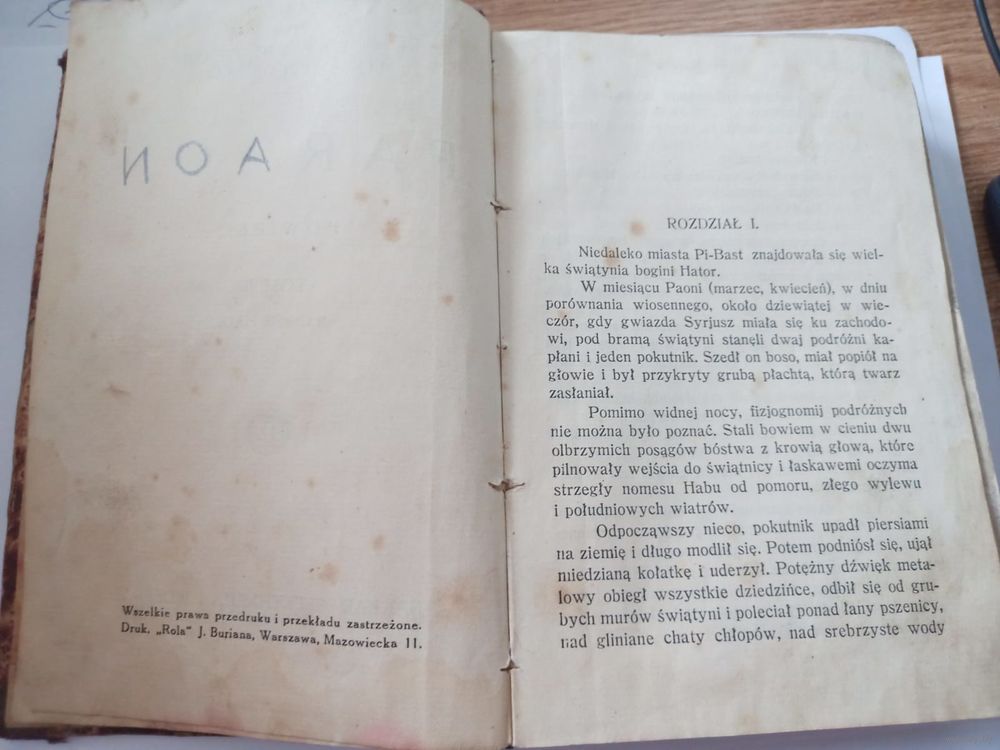 FARAON
Wszelkie prawa przedruku i przekładu zastrzeżone.
Druk. „Rola" J. Buriana, Warszawa, Mazowiecka 11.
ROZDZIAŁ I.
Niedaleko miasta Pi-Bast znajdowała się wiel-
ka świątynia bogini Hator.
W miesiącu Paoni (marzec, kwiecień), w dniu
porównania wiosennego, około dziewiątej w wie-
czór, gdy gwiazda Syrjusz miała się ku zachodo-
wi, pod bramą świątyni stanęli dwaj podróżni ka-
płani i jeden pokutnik. Szedł on boso, miał popiół na
głowie i był przykryty grubą płachtą, którą twarz
zasłaniał.
Pomimo widnej nocy, fizjognomij podróżnych
nie można było poznać. Stali bowiem w cieniu dwu
olbrzymich posągów bóstwa z krowią głową, które
pilnowały wejścia do świątnicy i łaskawemi oczyma
strzegły nomesu Habu od pomoru, złego wylewu
i południowych wiatrów.
Odpocząwszy nieco, pokutnik upadł piersiami
na ziemię i długo modlił się. Potem podniósł się, ujął
niedzianą kołatkę i uderzył. Potężny dźwięk meta-
lowy obiegł wszystkie dziedzińce, odbił się od gru-
bych murów świątyni i poleciał ponad łany pszenicy,
nad gliniane chaty chłopów, nad srebrzyste wody